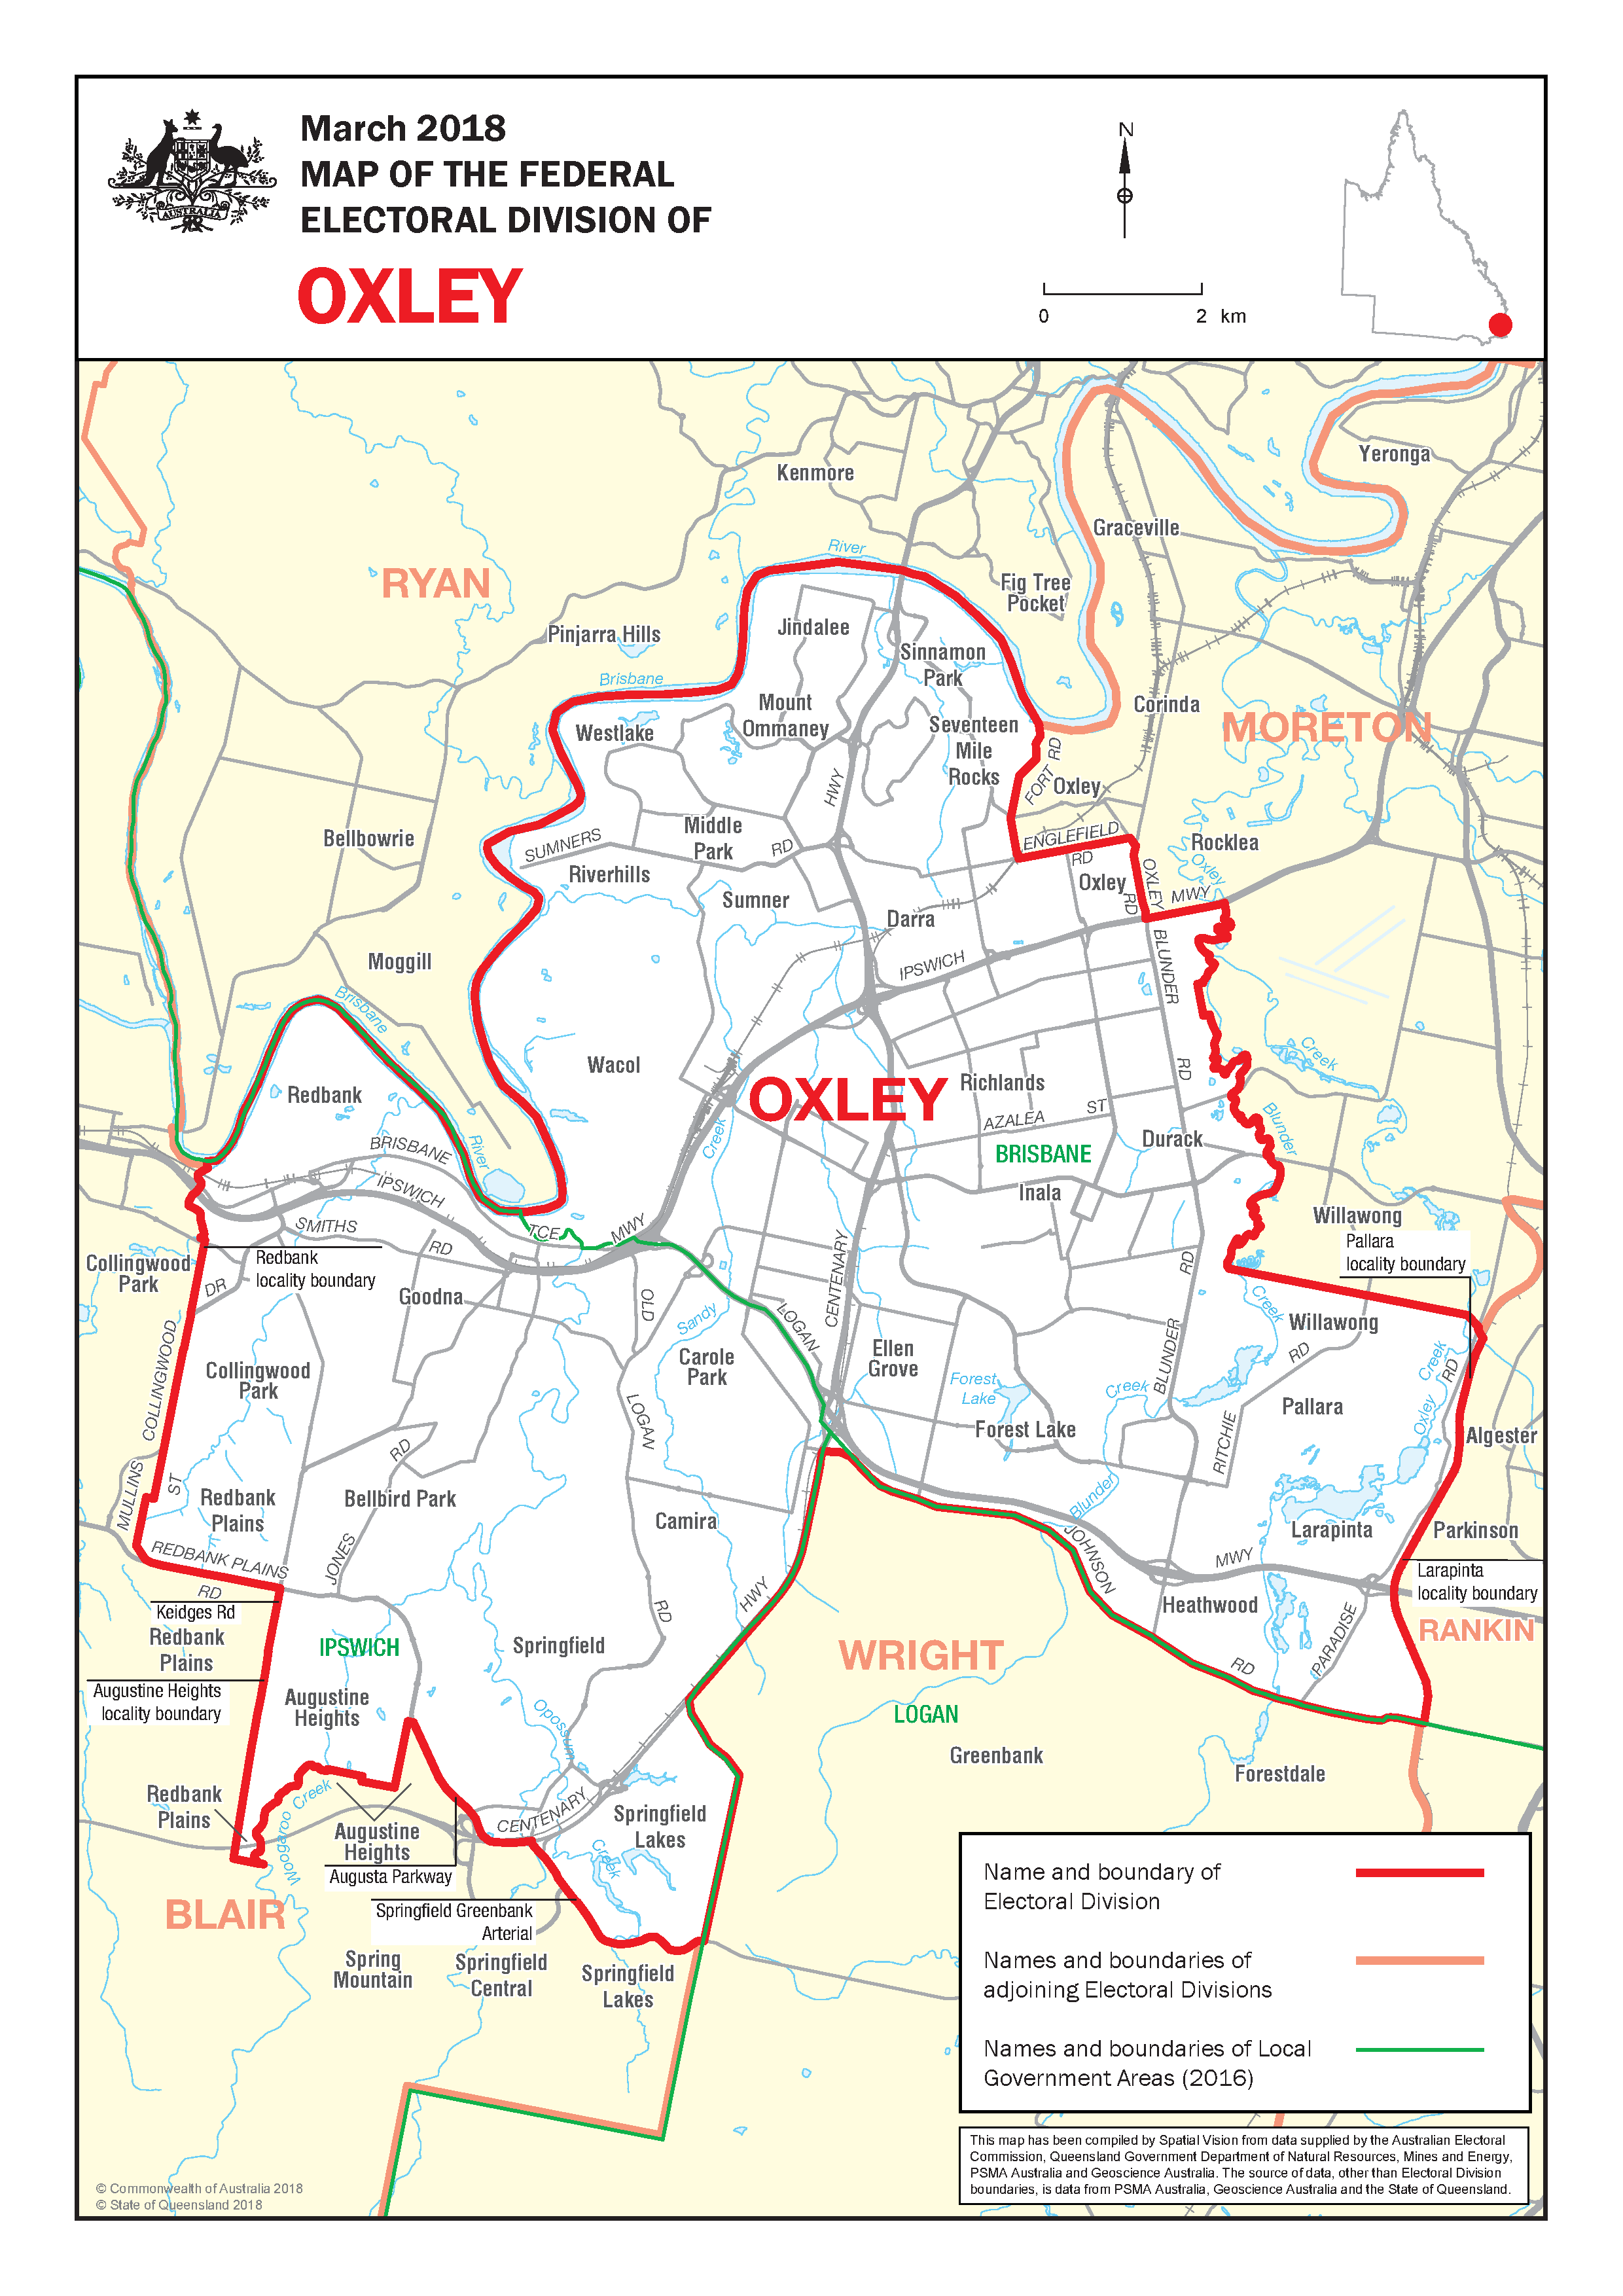 March 2018
MAP OF THE FEDERAL
ELECTORAL DIVISION OF
OXLEY
AUSTRALIA
N
0
2 km
Kenmore
Yeronga
Graceville
River
RYAN
Fig Tree
Pocket
Pinjarra Hills
Jindalee
Sinnamon
Park
Brisbane
Mount
Ommaney
Westlake
Seventeen
Mile
Rocks
Corinda
MORETON
FORT RD
HWY
Oxley
Bellbowrie
SUMNERS
RD
Middle
Park
Riverhills
ENGLEFIELD
RD
Rocklea
Oxley
OXLEY
RD
MWY
Oxley
Sumner
Darra
Moggill
IPSWICH
BLUNDER
Brisbane
Creek
Wacol
RD
Redbank
OXLEY
Richlands
AZALEA
ST
BRISBANE
River
Creek
BRISBANE
Durack
Blunder
IPSWICH
Inala
SMITHS
RD
TCE
MWY
Willawong
Pallara
locality boundary
Collingwood
Park
Redbank
locality boundary
DR
Goodna
OLD
Sandy
LOGAN
CENTENARY
RD
Creek
Willawong
COLLINGWOOD
Collingwood
Park
Carole
Park
Ellen
Grove
Forest
Lake
Creek
BLUNDER
RD
Creek
RD
Pallara
Oxley
Algester
Forest Lake
LOGAN
RD
RITCHIE
MULLINS
ST
Redbank
Plains
Bellbird Park
Camira
Blunder
Larapinta
Parkinson
REDBANK PLAINS
RD
JONES
JOHNSON
MWY
Larapinta
locality boundary
Keidges Rd
Redbank
Plains
IPSWICH
Springfield
RD
HWY
WRIGHT
Heathwood
PARADISE
RANKIN
RD
Augustine Heights
locality boundary
Augustine
Heights
Opossum
LOGAN
Greenbank
Forestdale
Redbank
Plains
Woogaroo Creek
Augustine
Heights
Augusta Parkway
CENTENARY
Springfield
Lakes
Creek
BLAIR
Springfield Greenbank
Arterial
Spring
Mountain
Springfield
Central
Springfield
Lakes
Name and boundary of
Electoral Division
Names and boundaries of
adjoining Electoral Divisions
Names and boundaries of Local
Government Areas (2016)
This map has been compiled by Spatial Vision from data supplied by the Australian Electoral
Commission, Queensland Government Department of Natural Resources, Mines and Energy,
PSMA Australia and Geoscience Australia. The source of data, other than Electoral Division
boundaries, is data from PSMA Australia, Geoscience Australia and the State of Queensland.
© Commonwealth of Australia 2018
© State of Queensland 2018